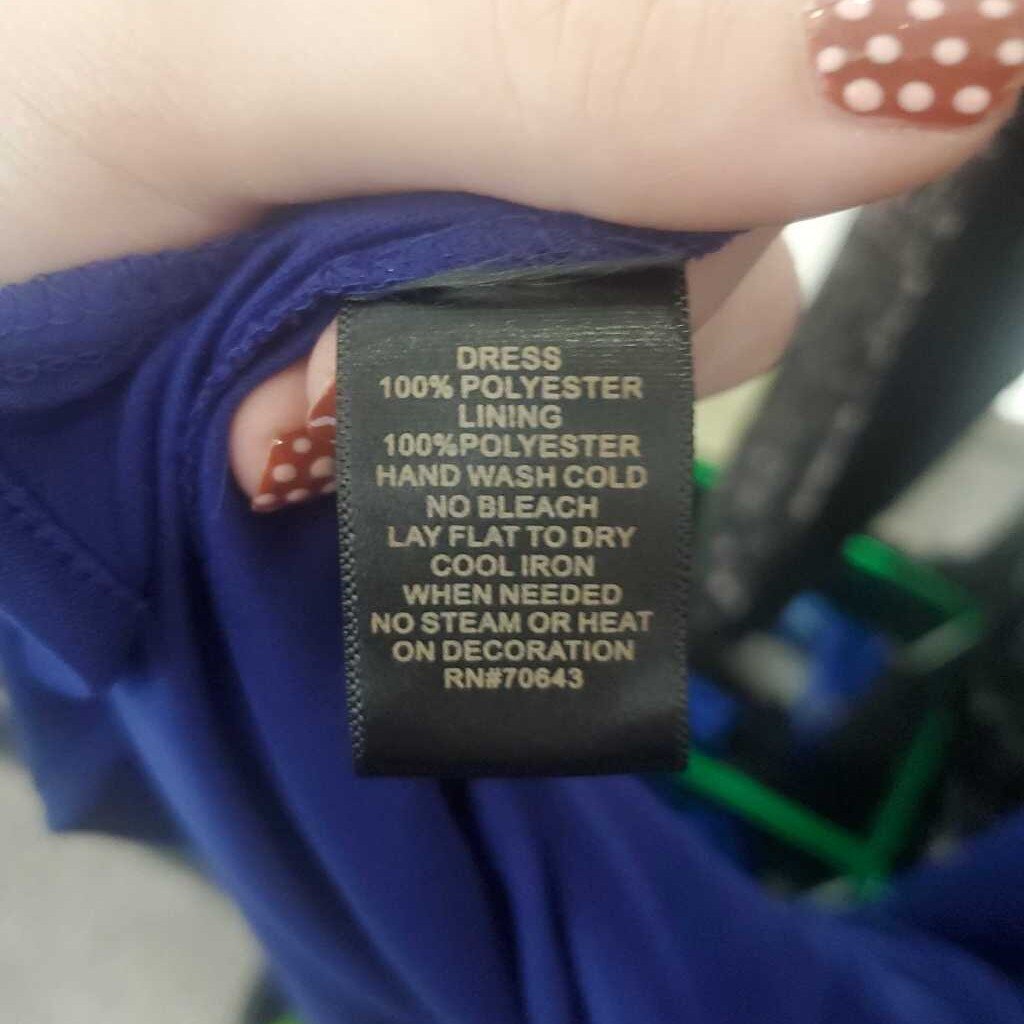 DRESS
100% POLYESTER
LINING
100%POLYESTER
HAND WASH COLD
NO BLEACH
LAY FLAT TO DRY
COOL IRON
WHEN NEEDED
NO STEAM OR HEAT
ON DECORATION
RN#70643